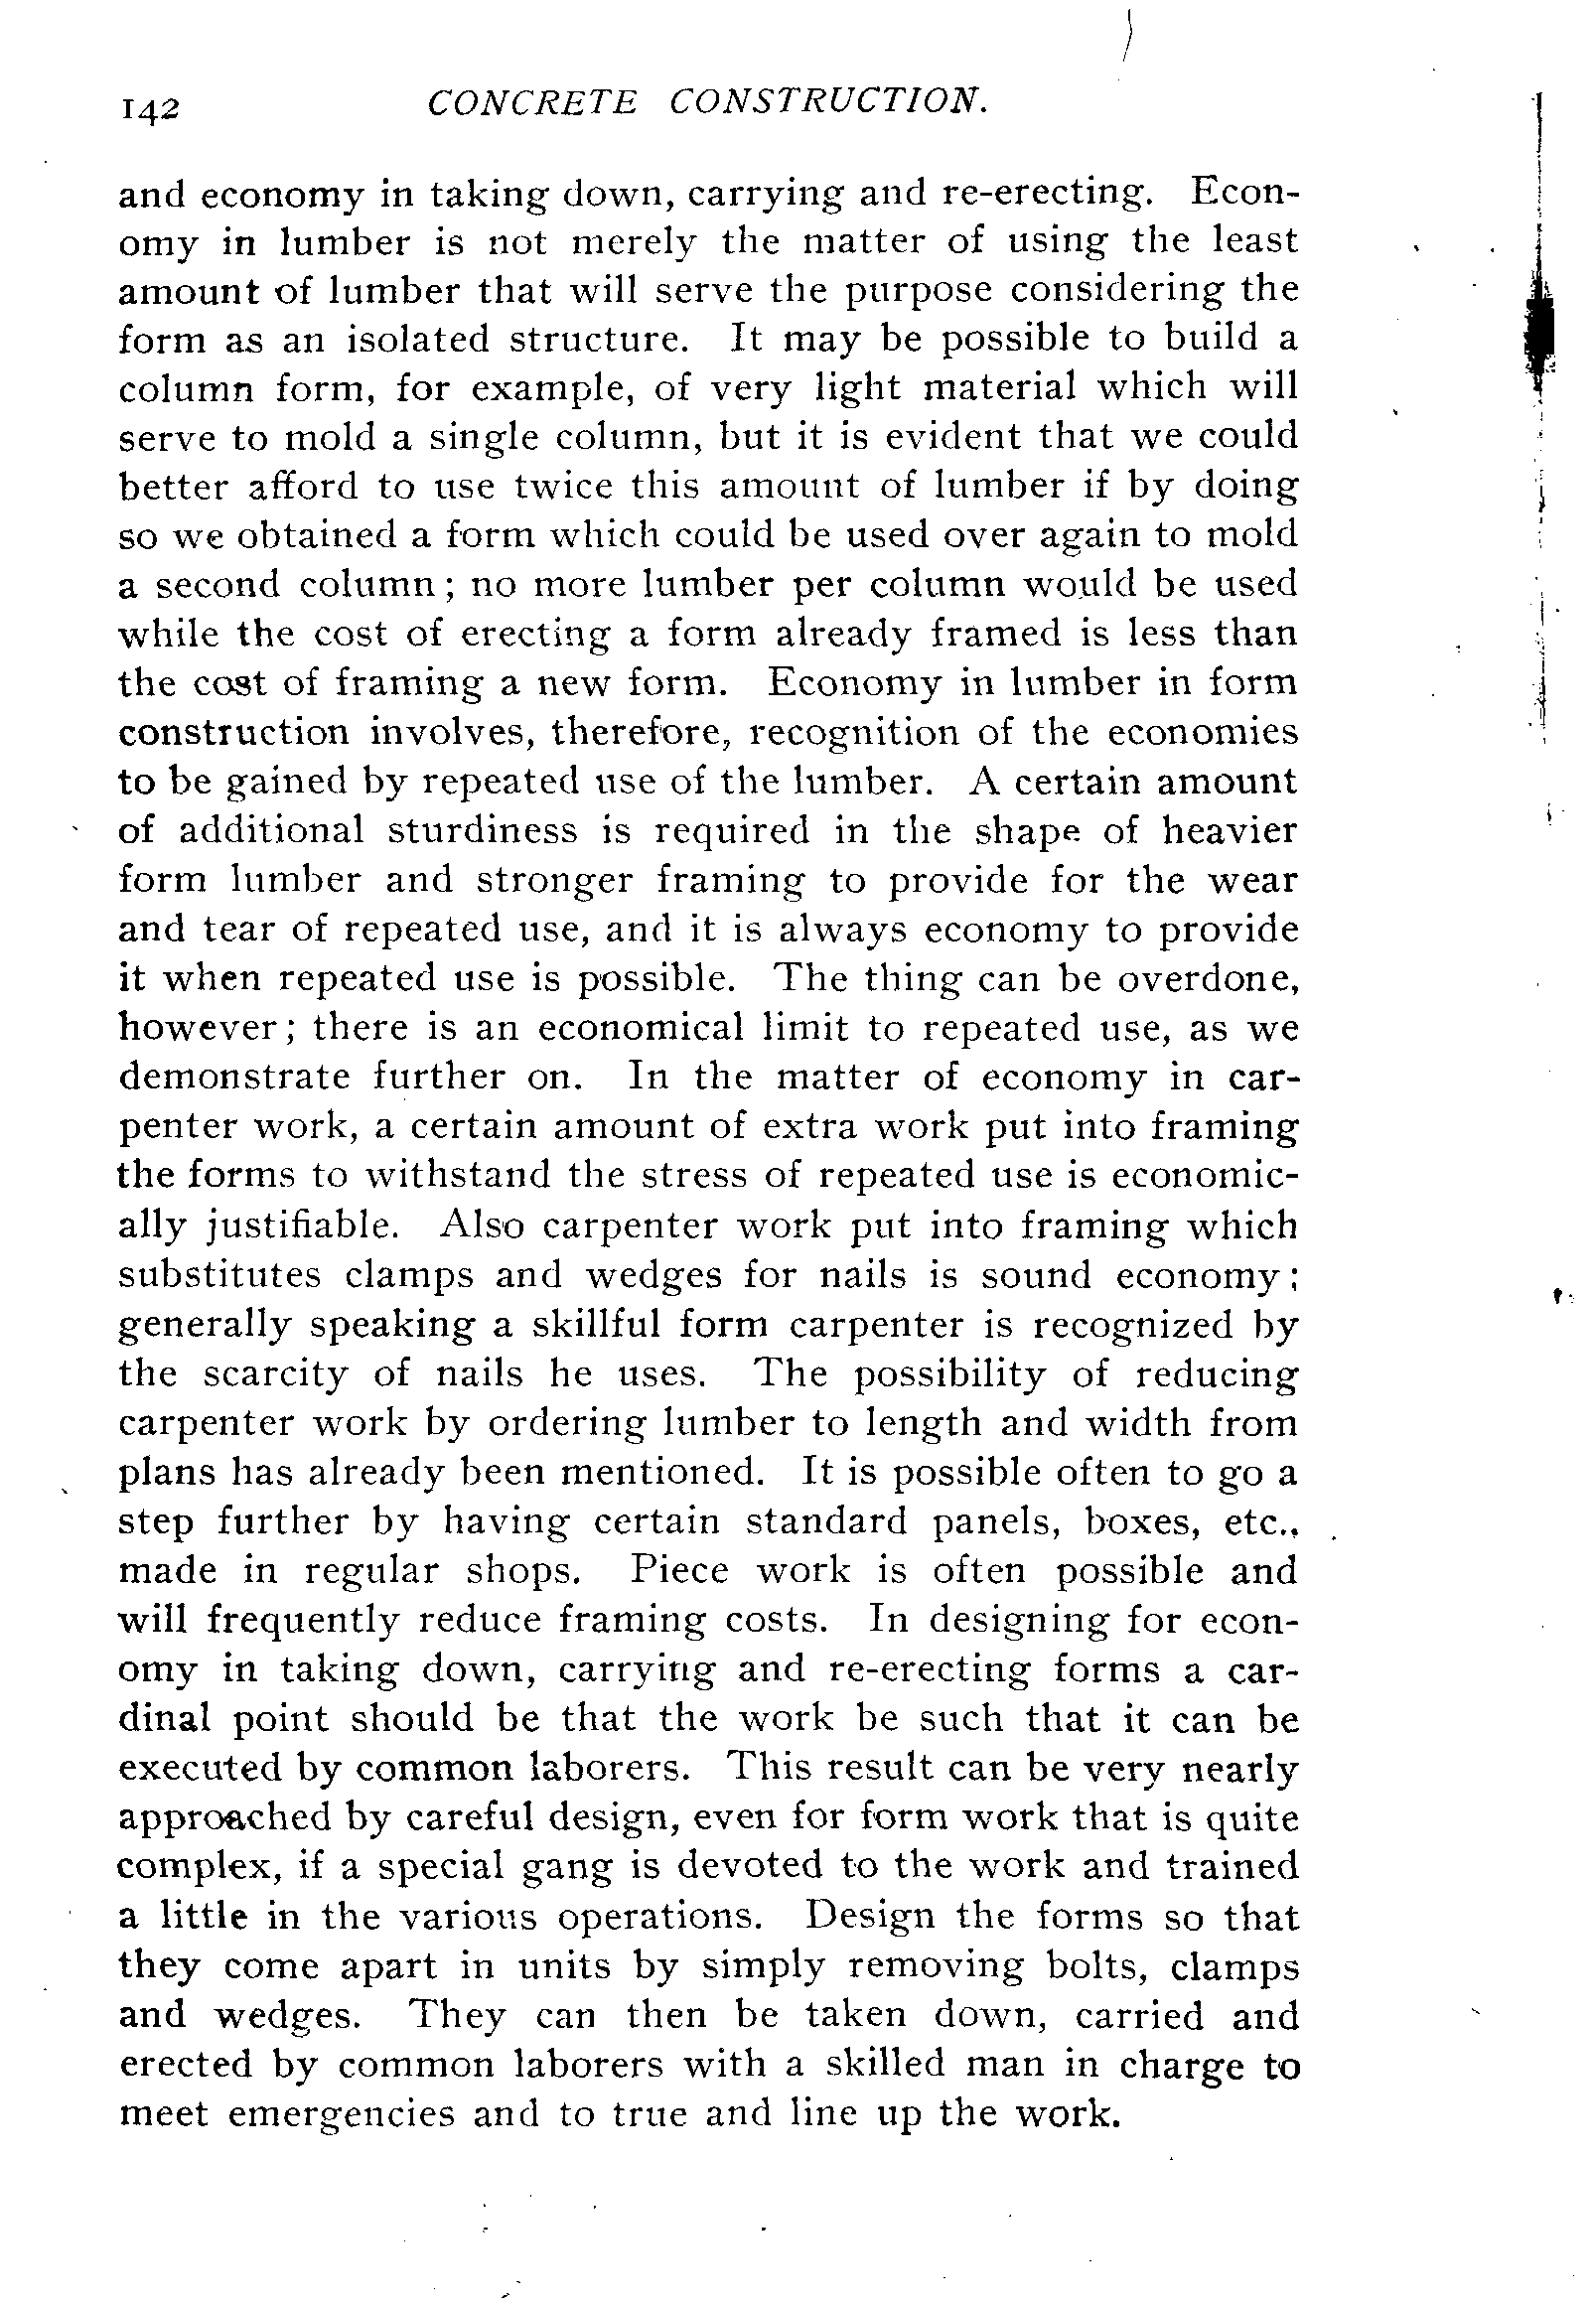 142 CONCRETE CONSTRUCTION.
and economy in taking down, carrying and re-erecting. Econ-
omy in lumber is not merely the matter of using the least
amount of lumber that will serve the purpose considering the
form as an isolated structure. It may be possible to build a
column form, for example, of very light material which will
serve to mold a single column, but it is evident that we could
better afford to use twice this amount of lumber if by doing
so we obtained a form which could be used over again to mold
a second column; no more lumber per column would be used
while the cost of erecting a form already framed is less than
the cost of framing a new form. Economy in lumber in form
construction involves, therefore, recognition of the economies
to be gained by repeated use of the lumber. A certain amount
of additional sturdiness is required in the shape of heavier
form lumber and stronger framing to provide for the wear
and tear of repeated use, and it is always economy to provide
it when repeated use is possible. The thing can be overdone,
however; there is an economical limit to repeated use, as we
demonstrate further on. In the matter of economy in car-
penter work, a certain amount of extra work put into framing
the forms to withstand the stress of repeated use is economic-
ally justifiable. Also carpenter work put into framing which
substitutes clamps and wedges for nails is sound economy;
generally speaking a skillful form carpenter is recognized by
the scarcity of nails he uses. The possibility of reducing
carpenter work by ordering lumber to length and width from
plans has already been mentioned. It is possible often to go a
step further by having certain standard panels, boxes, etc.,
made in regular shops. Piece work is often possible and
will frequently reduce framing costs. In designing for econ-
omy in taking down, carrying and re-erecting forms a car-
dinal point should be that the work be such that it can be
executed by common laborers. This result can be very nearly
approached by careful design, even for form work that is quite
complex, if a special gang is devoted to the work and trained
a little in the various operations. Design the forms so that
they come apart in units by simply removing bolts, clamps
and wedges. They can then be taken down, carried and
erected by common laborers with a skilled man in charge to
meet emergencies and to true and line up the work.